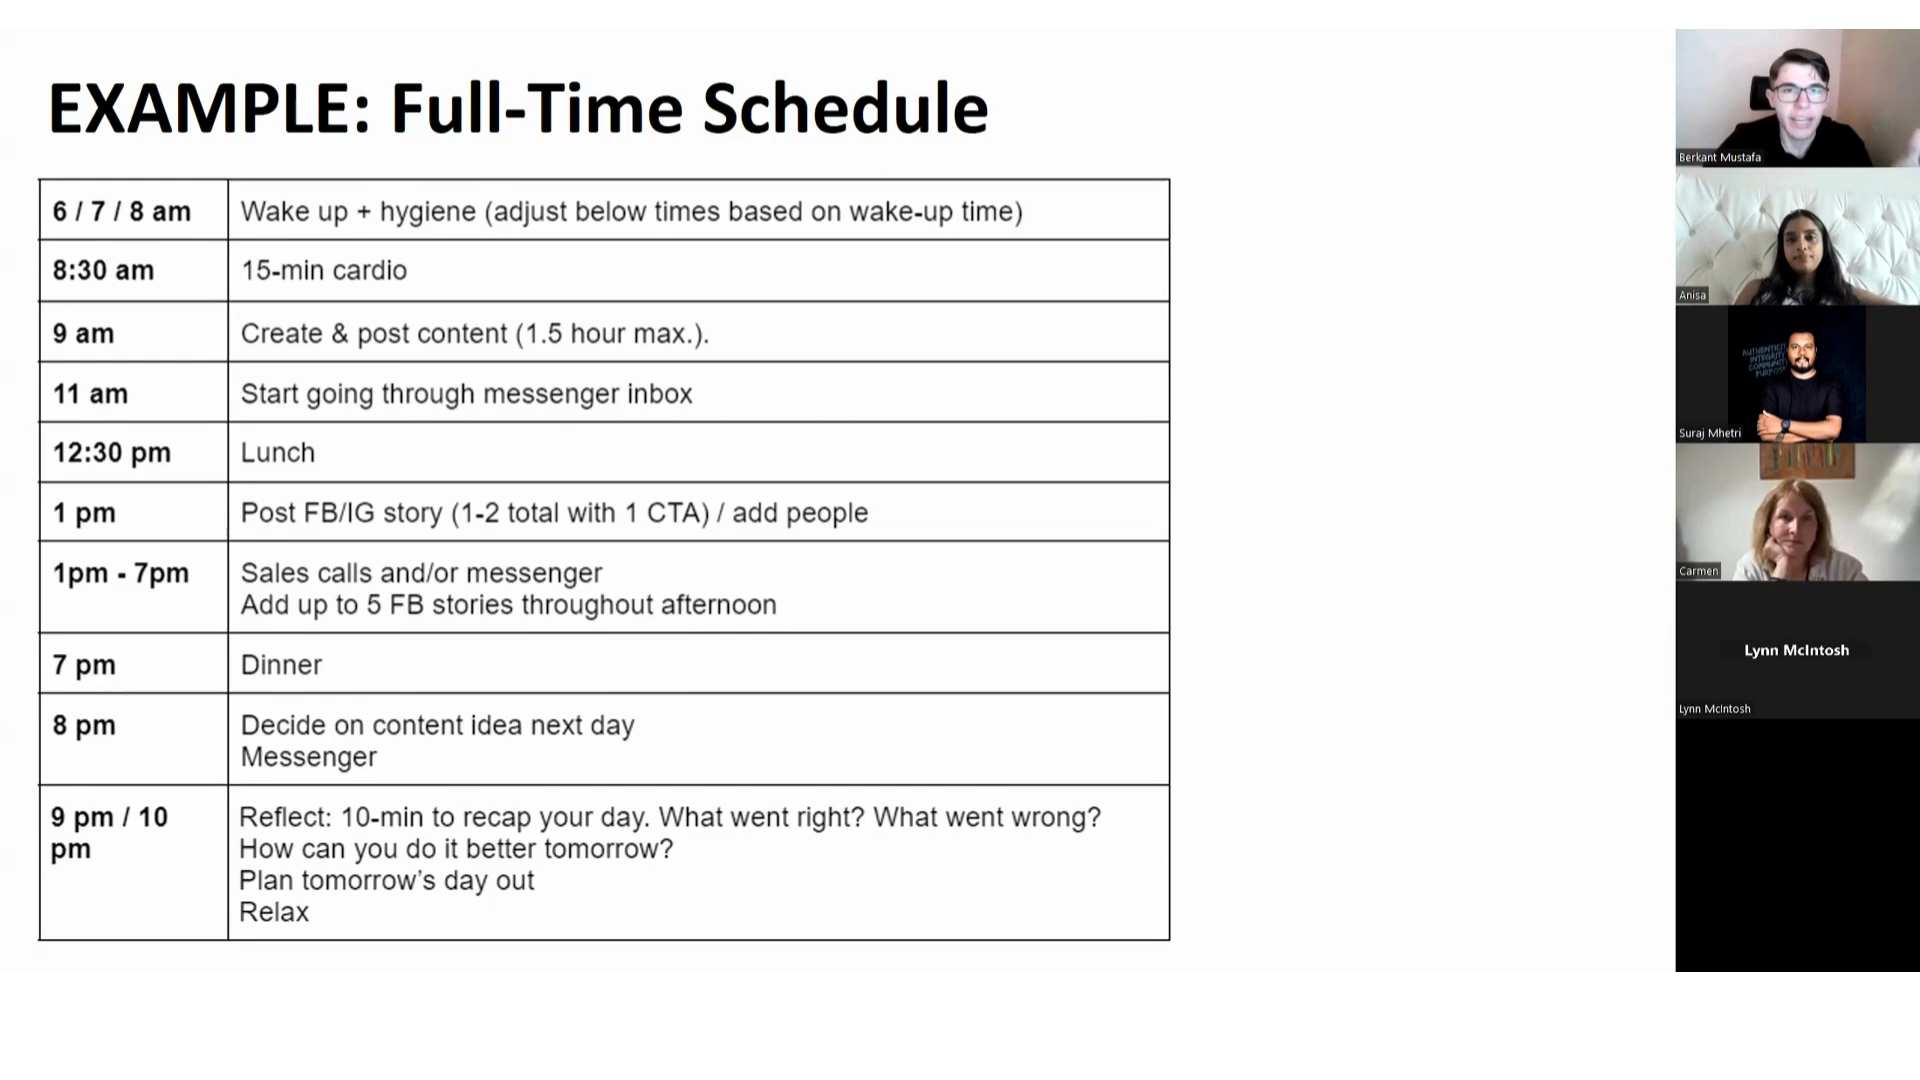 EXAMPLE: Full-Time Schedule
6 / 7 / 8 am
Wake up + hygiene (adjust below times based on wake-up time)
8:30 am
15-min cardio
9 am
Create & post content (1.5 hour max.).
11 am
Start going through messenger inbox
12:30 pm
Lunch
1 pm
Post FB/IG story (1-2 total with 1 CTA) / add people
1pm - 7pm
Sales calls and/or messenger
Add up to 5 FB stories throughout afternoon
7 pm
Dinner
8 pm
Decide on content idea next day
Messenger
9 pm / 10
pm
Reflect: 10-min to recap your day. What went right? What went wrong?
How can you do it better tomorrow?
Plan tomorrow’s day out
Relax
Berkant Mustafa
Anisa
INTEGRITY
Suraj Mhetri
Carmen
Lynn McIntosh
Lynn McIntosh